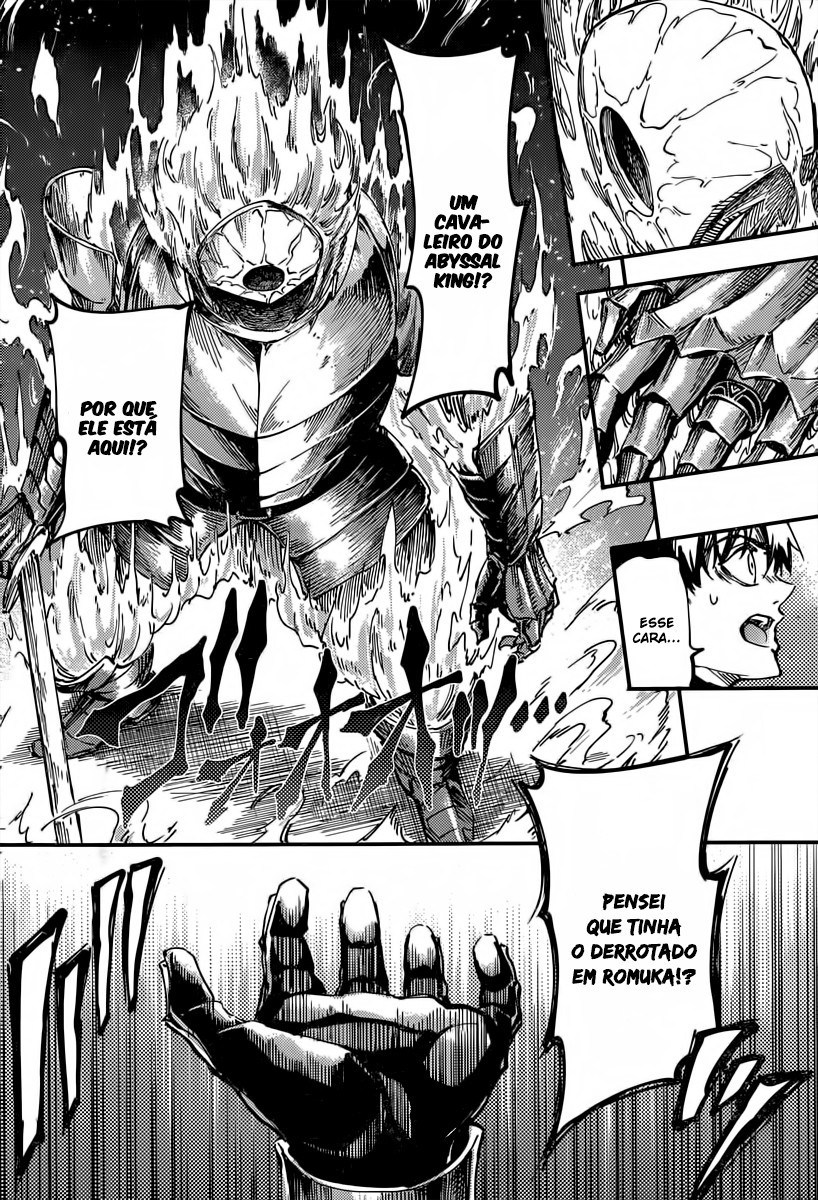 UM
CAVA-
LEIRO DO
ABYSSAL
KING!?
POR QUE
ELE ESTÁ
AQUI!?
ESSE
CARA...
PENSEI
QUE TINHA
O DERROTADO
EM ROMUKA!?